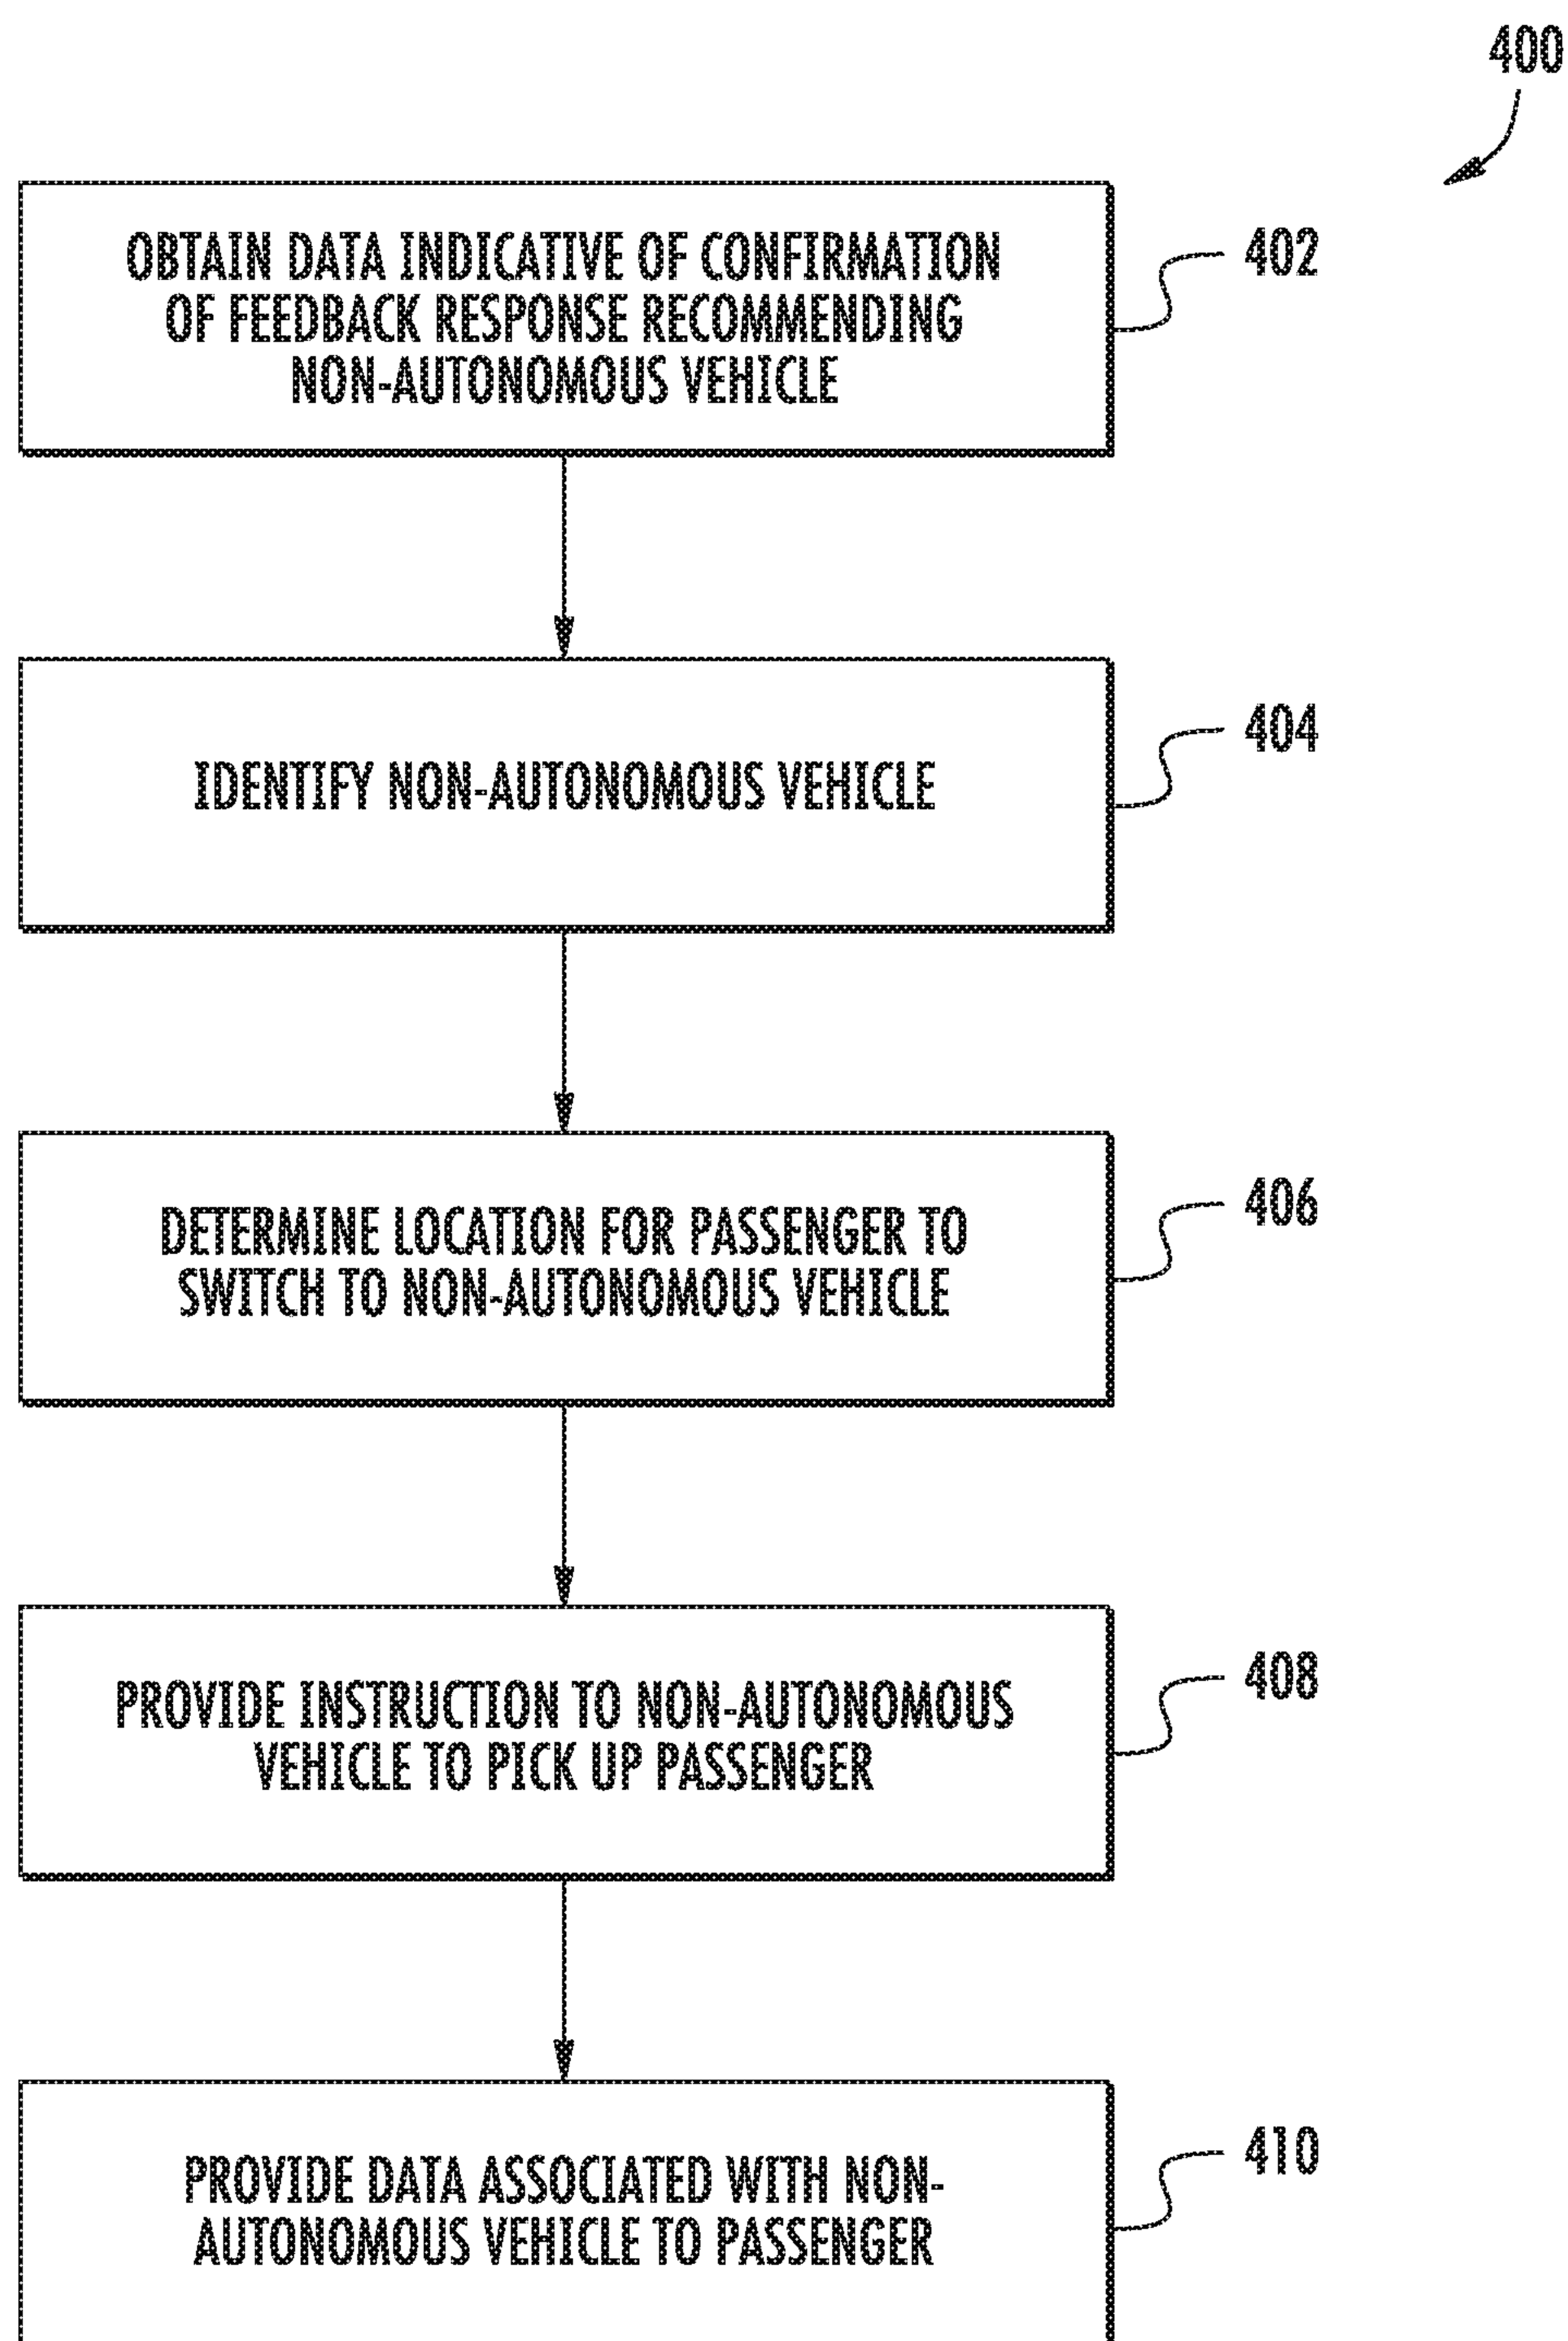 400
OBTAIN DATA INDICATIVE OF CONFIRMATION
OF FEEDBACK RESPONSE RECOMMENDING
NON-AUTONOMOUS VEHICLE
402
IDENTIFY NON-AUTONOMOUS VEHICLE
404
DETERMINE LOCATION FOR PASSENGER TO
SWITCH TO NON-AUTONOMOUS VEHICLE
406
PROVIDE INSTRUCTION TO NON-AUTONOMOUS
VEHICLE TO PICK UP PASSENGER
408
PROVIDE DATA ASSOCIATED WITH NON-
AUTONOMOUS VEHICLE TO PASSENGER
410